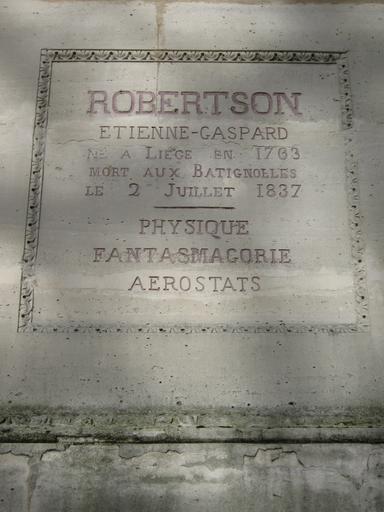 ROBERTSON
ETIENNE-GASPARD
NÉ A LIEGE EN 1763
MORT AUX BATIGNOLLES
LE 2 JUILLET 1837
PHYSIQUE
FANTASMAGORIE
AEROSTATS